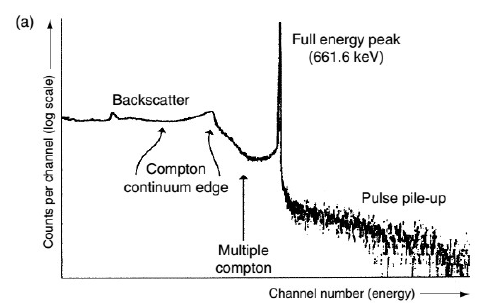 (a)
Counts per channel (log scale)
Full energy peak
(661.6 keV)
Backscatter
Compton
continuum edge
Pulse pile-up
Multiple
compton
Channel number (energy)